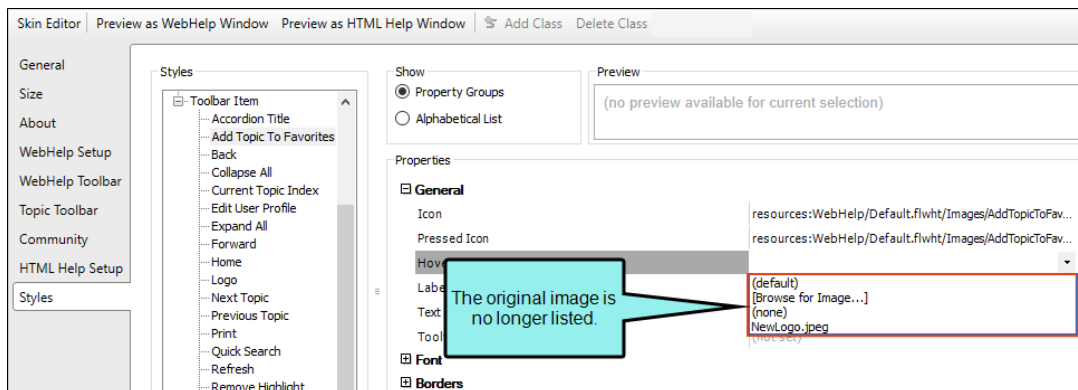 Skin Editor Preview as WebHelp Window Preview as HTML Help Window Add Class Delete Class
General
Size
About
WebHelp Setup
WebHelp Toolbar
Topic Toolbar
Community
HTML Help Setup
Styles
Styles
Toolbar Item
Accordion Title
Add Topic To Favorites
Back
Collapse All
Current Topic Index
Edit User Profile
Expand All
Forward
Home
Logo
Next Topic
Previous Topic
Print
Quick Search
Refresh
Remove Highlight
Show
Property Groups
Alphabetical List
Preview
(no preview available for current selection)
Properties
General
Icon resources:WebHelp/Default.flwht/Images/AddTopicToFav...
Pressed Icon resources:WebHelp/Default.flwht/Images/AddTopicToFav...
Hov
Labe
Text
Tool
(default)
[Browse for Image...]
(none)
NewLogo.jpeg
(not set)
Font
Borders
The original image is
no longer listed.